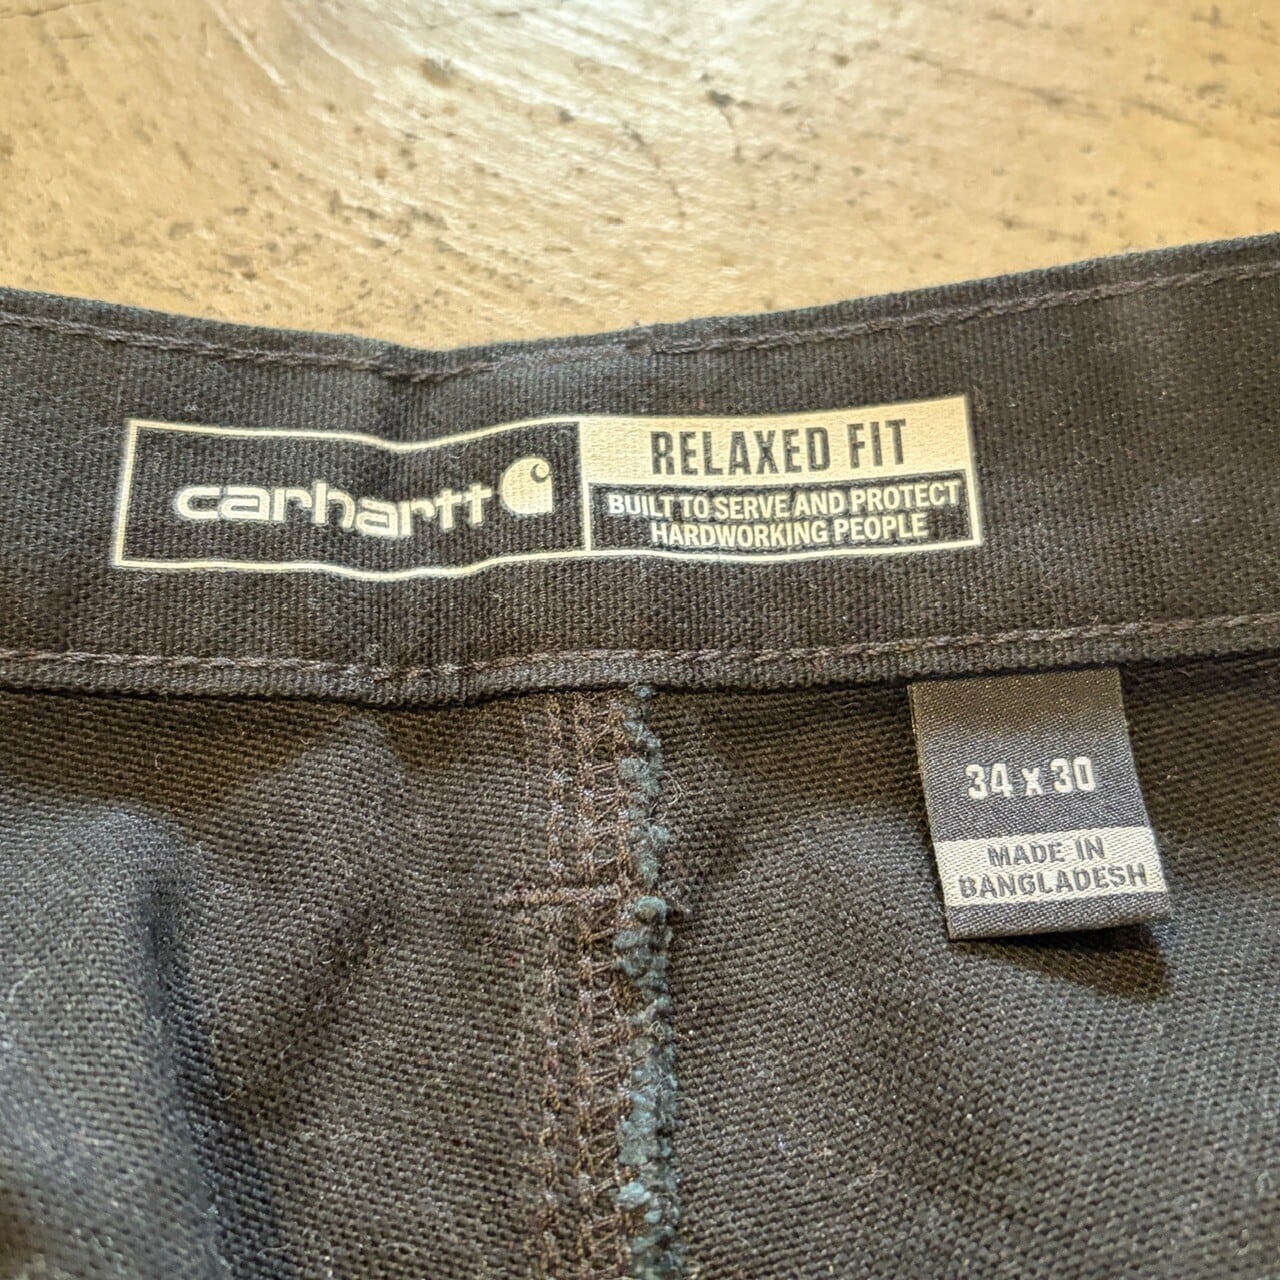 carhartt
RELAXED FIT
BUILT TO SERVE AND PROTECT
HARDWORKING PEOPLE
34 x 30
MADE IN
BANGLADESH